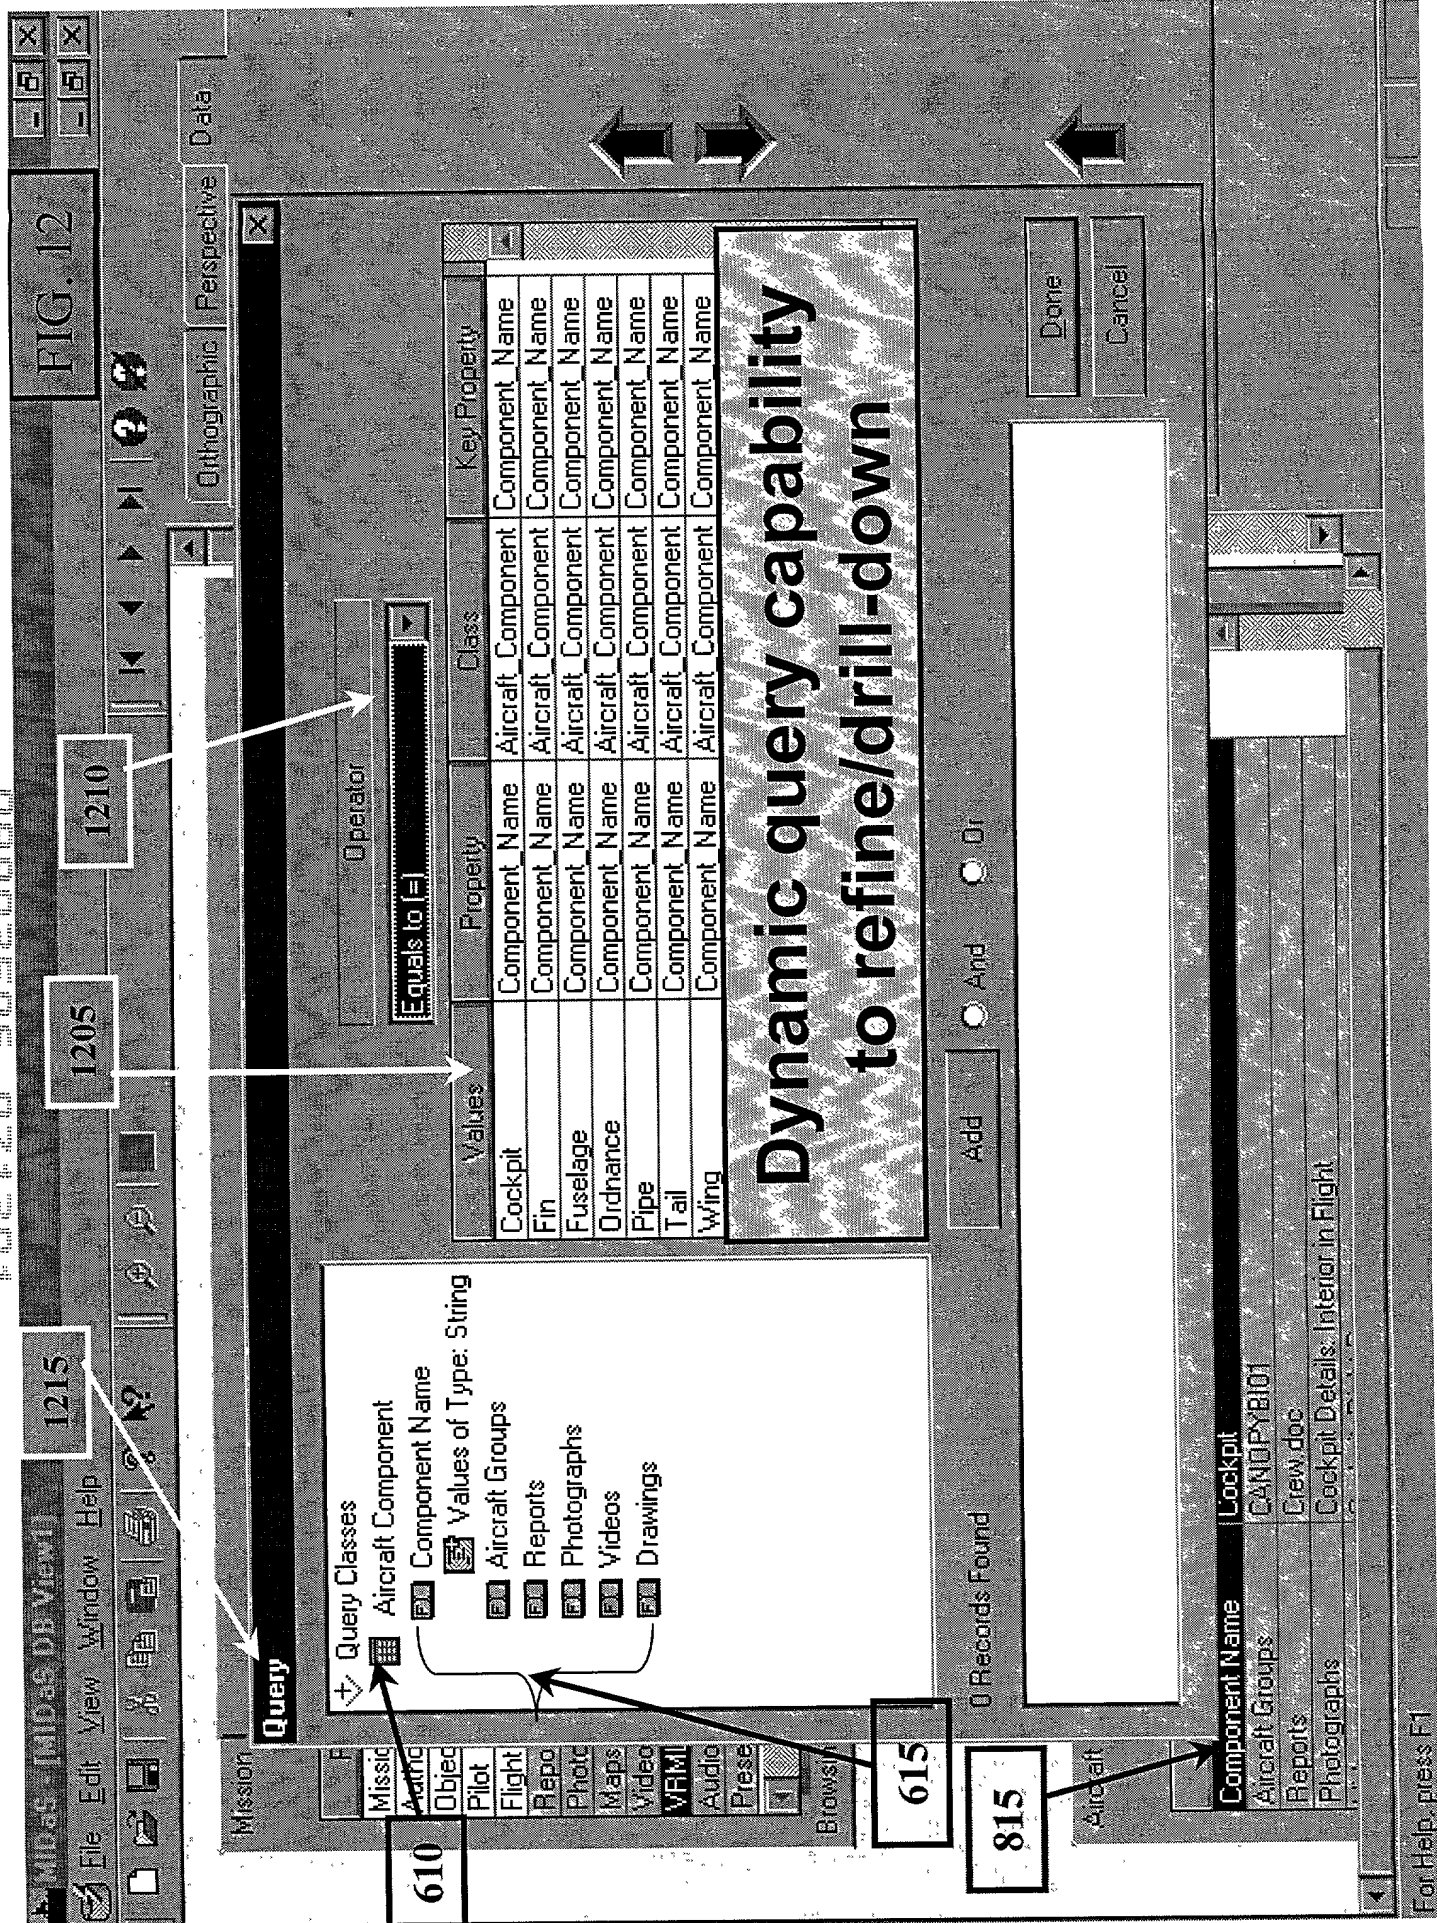 FIG. 12
1215
1205
1210
MIDaS - [MIDaS DB View1]
File Edit View Window Help
Orthographic Perspective Data
Mission
Query
Operator
Equals to (=)
Query Classes
Aircraft Component
Component Name
Values of Type: String
Aircraft Groups
Reports
Photographs
Videos
Drawings
Values Property Class Key Property
Cockpit Component_Name Aircraft_Component Component_Name
Fin Component_Name Aircraft_Component Component_Name
Fuselage Component_Name Aircraft_Component Component_Name
Ordnance Component_Name Aircraft_Component Component_Name
Pipe Component_Name Aircraft_Component Component_Name
Tail Component_Name Aircraft_Component Component_Name
Wing Component_Name Aircraft_Component Component_Name
Dynamic query capability
to refine/drill-down
Missic
Autho
Objec
Pilot
Flight
Repo
Photo
Maps
Video
VRML
Audio
Prese
Browsi
610
615
815
Add And Or
0 Records Found
Done
Cancel
Aircraft
Component Name Cockpit
Aircraft Groups CANOPYBIO1
Reports Crew.doc
Photographs Cockpit Details: Interior in Flight
For Help, press F1